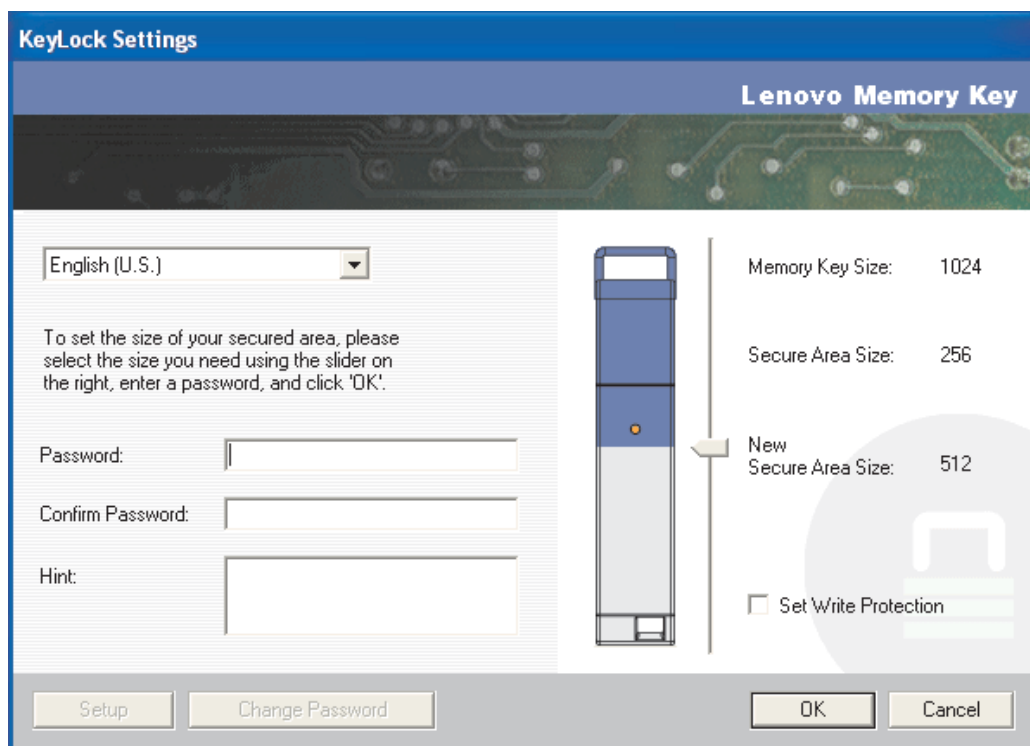 KeyLock Settings
Lenovo Memory Key
English (U.S.)
To set the size of your secured area, please
select the size you need using the slider on
the right, enter a password, and click 'OK'.
Password:
Confirm Password:
Hint:
Memory Key Size: 1024
Secure Area Size: 256
New
Secure Area Size: 512
Set Write Protection
Setup
Change Password
OK
Cancel